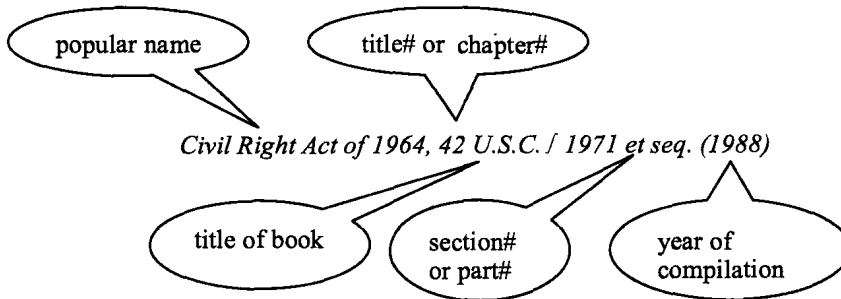 popular name
title# or chapter#
Civil Right Act of 1964, 42 U.S.C. ∫ 1971 et seq. (1988)
title of book
section#
or part#
year of
compilation